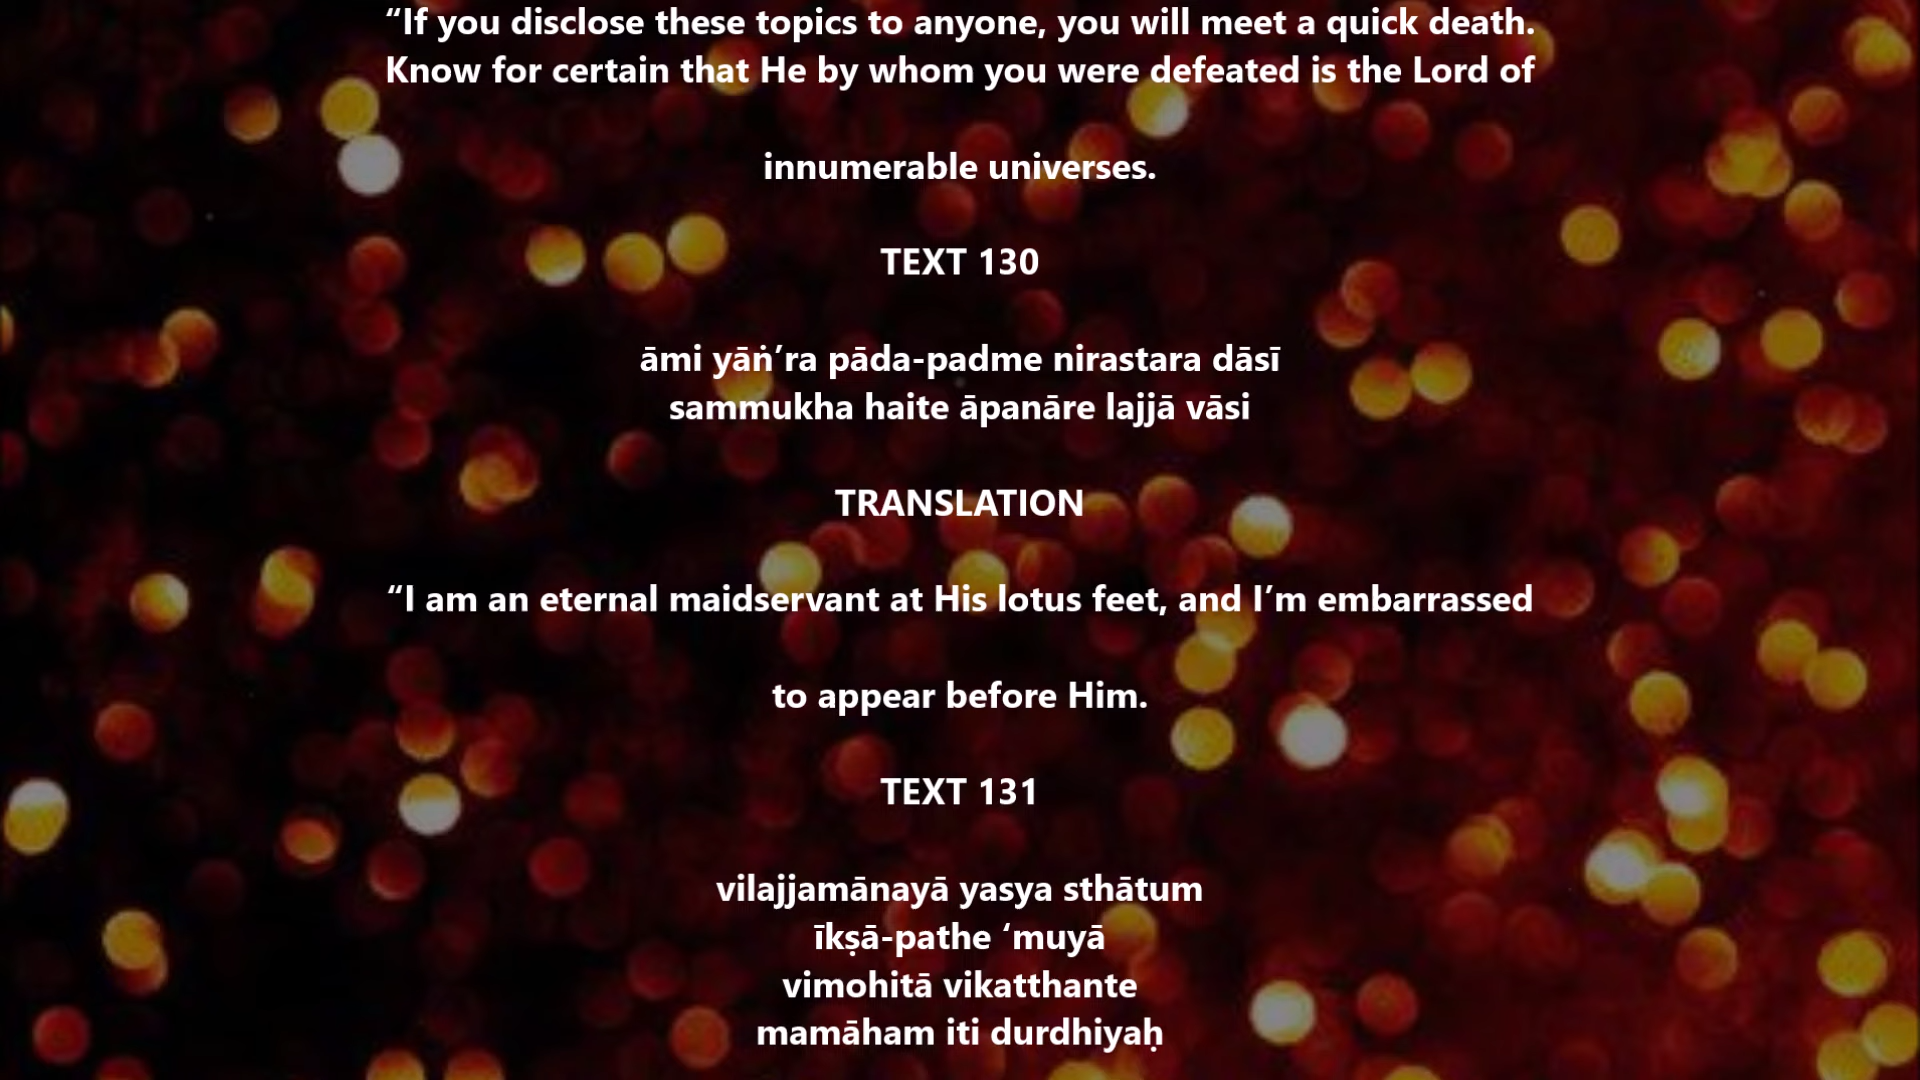 “If you disclose these topics to anyone, you will meet a quick death.
Know for certain that He by whom you were defeated is the Lord of
innumerable universes.
TEXT 130
āmi yāṅ’ra pāda-padme nirastara dāsī
sammukha haite āpanāre lajjā vāsi
TRANSLATION
“I am an eternal maidservant at His lotus feet, and I’m embarrassed
to appear before Him.
TEXT 131
vilajjamānayā yasya sthātum
īkṣā-pathe ‘muyā
vimohitā vikatthante
mamāham iti durdhiyaḥ